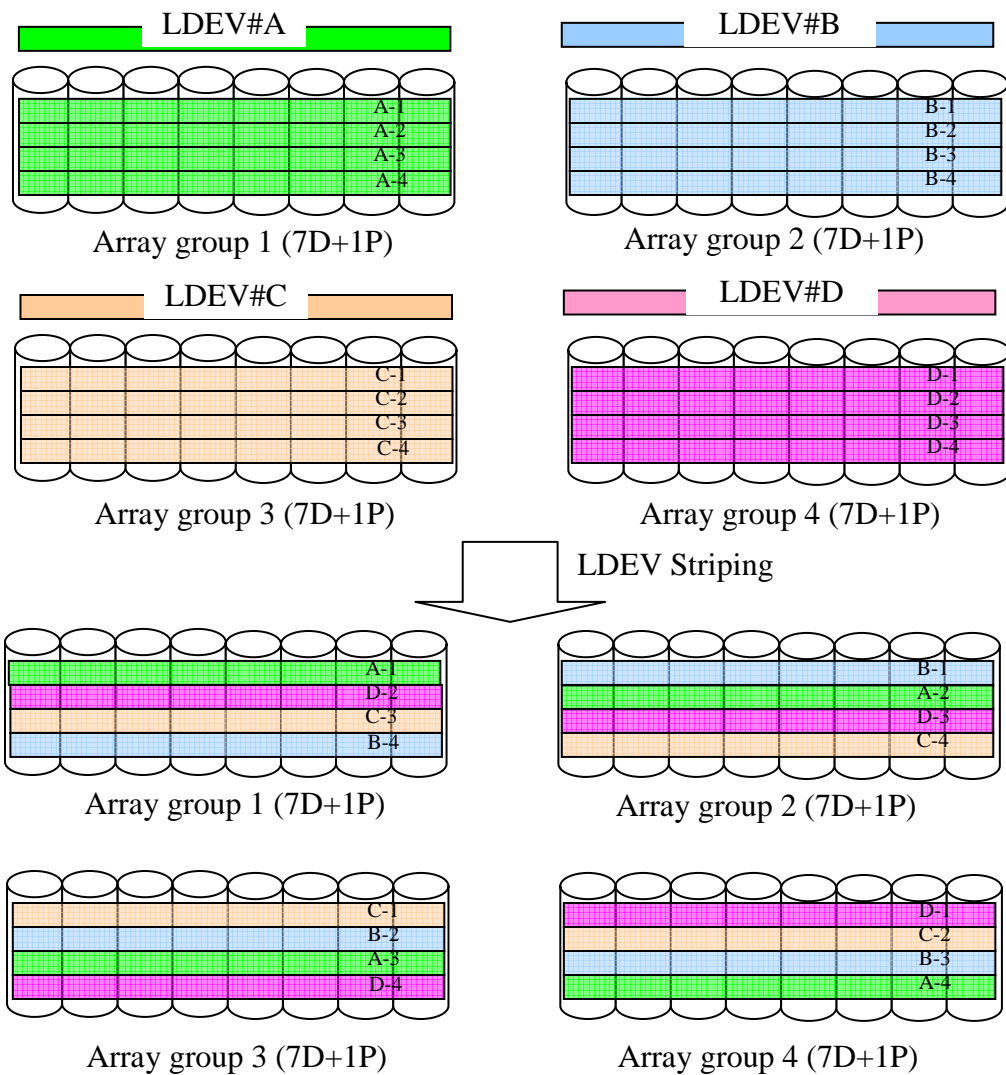 LDEV#A
A-1
A-2
A-3
A-4
Array group 1 (7D+1P)
LDEV#B
B-1
B-2
B-3
B-4
Array group 2 (7D+1P)
LDEV#C
C-1
C-2
C-3
C-4
Array group 3 (7D+1P)
LDEV#D
D-1
D-2
D-3
D-4
Array group 4 (7D+1P)
LDEV Striping
A-1
D-2
C-3
B-4
Array group 1 (7D+1P)
B-1
A-2
D-3
C-4
Array group 2 (7D+1P)
C-1
B-2
A-3
D-4
Array group 3 (7D+1P)
D-1
C-2
B-3
A-4
Array group 4 (7D+1P)